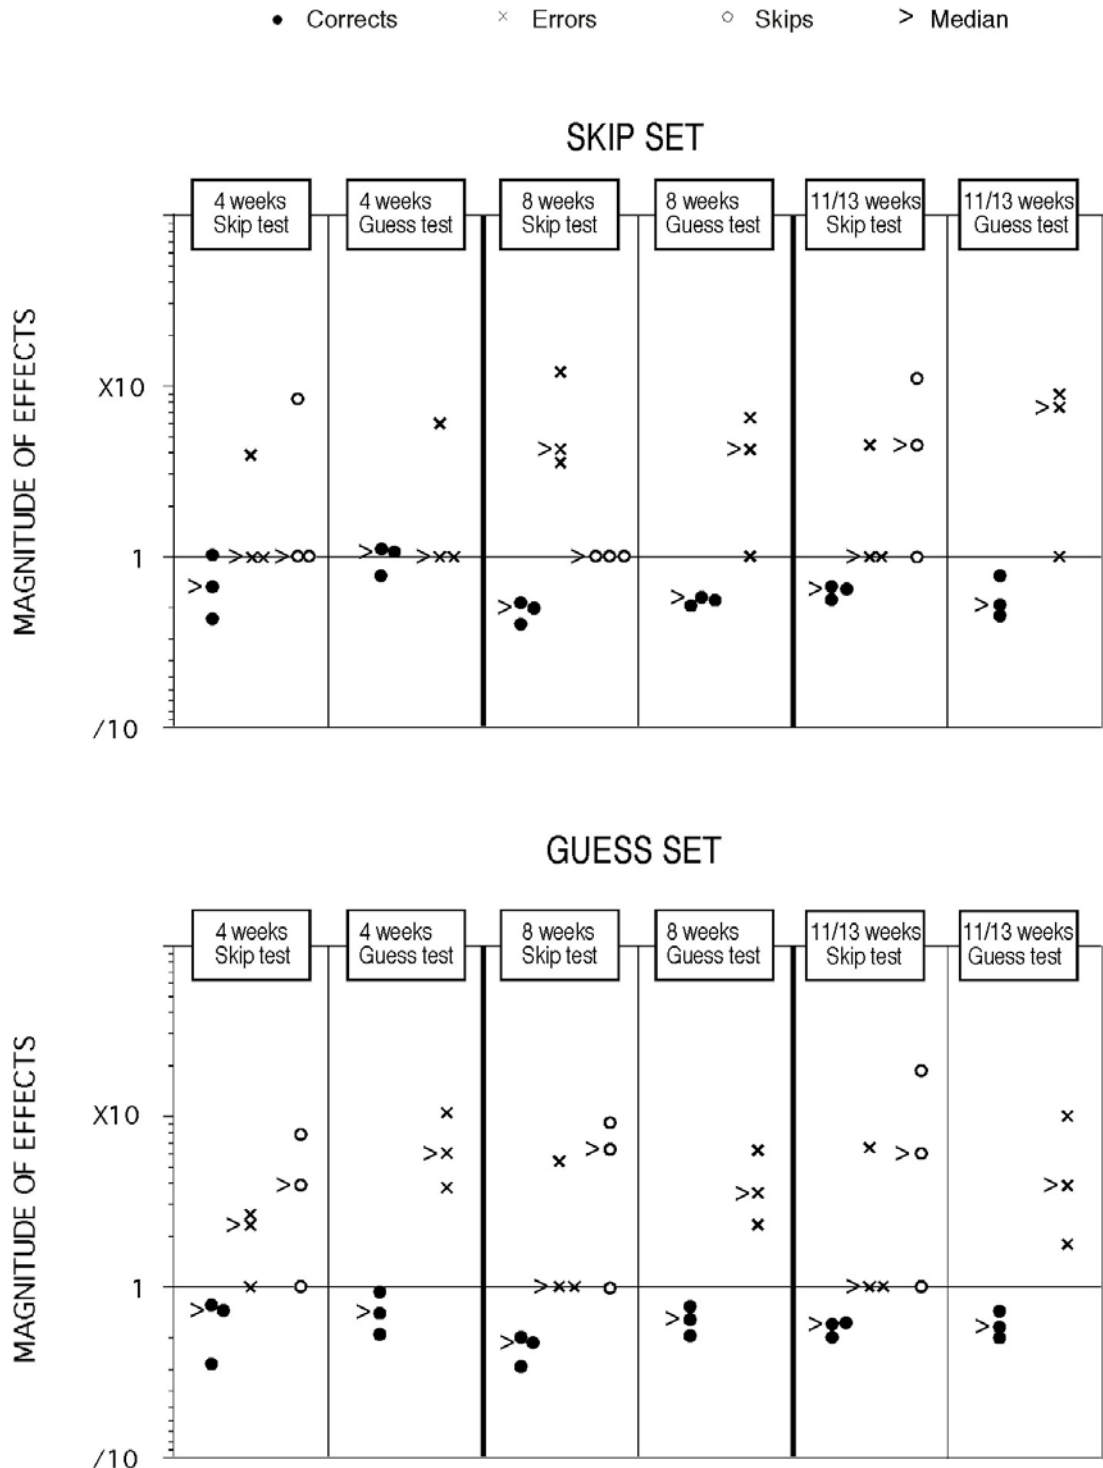 Corrects Errors Skips > Median
SKIP SET
4 weeks
Skip test
4 weeks
Guess test
8 weeks
Skip test
8 weeks
Guess test
11/13 weeks
Skip test
11/13 weeks
Guess test
MAGNITUDE OF EFFECTS
X10
1
/10
GUESS SET
4 weeks
Skip test
4 weeks
Guess test
8 weeks
Skip test
8 weeks
Guess test
11/13 weeks
Skip test
11/13 weeks
Guess test
MAGNITUDE OF EFFECTS
X10
1
/10